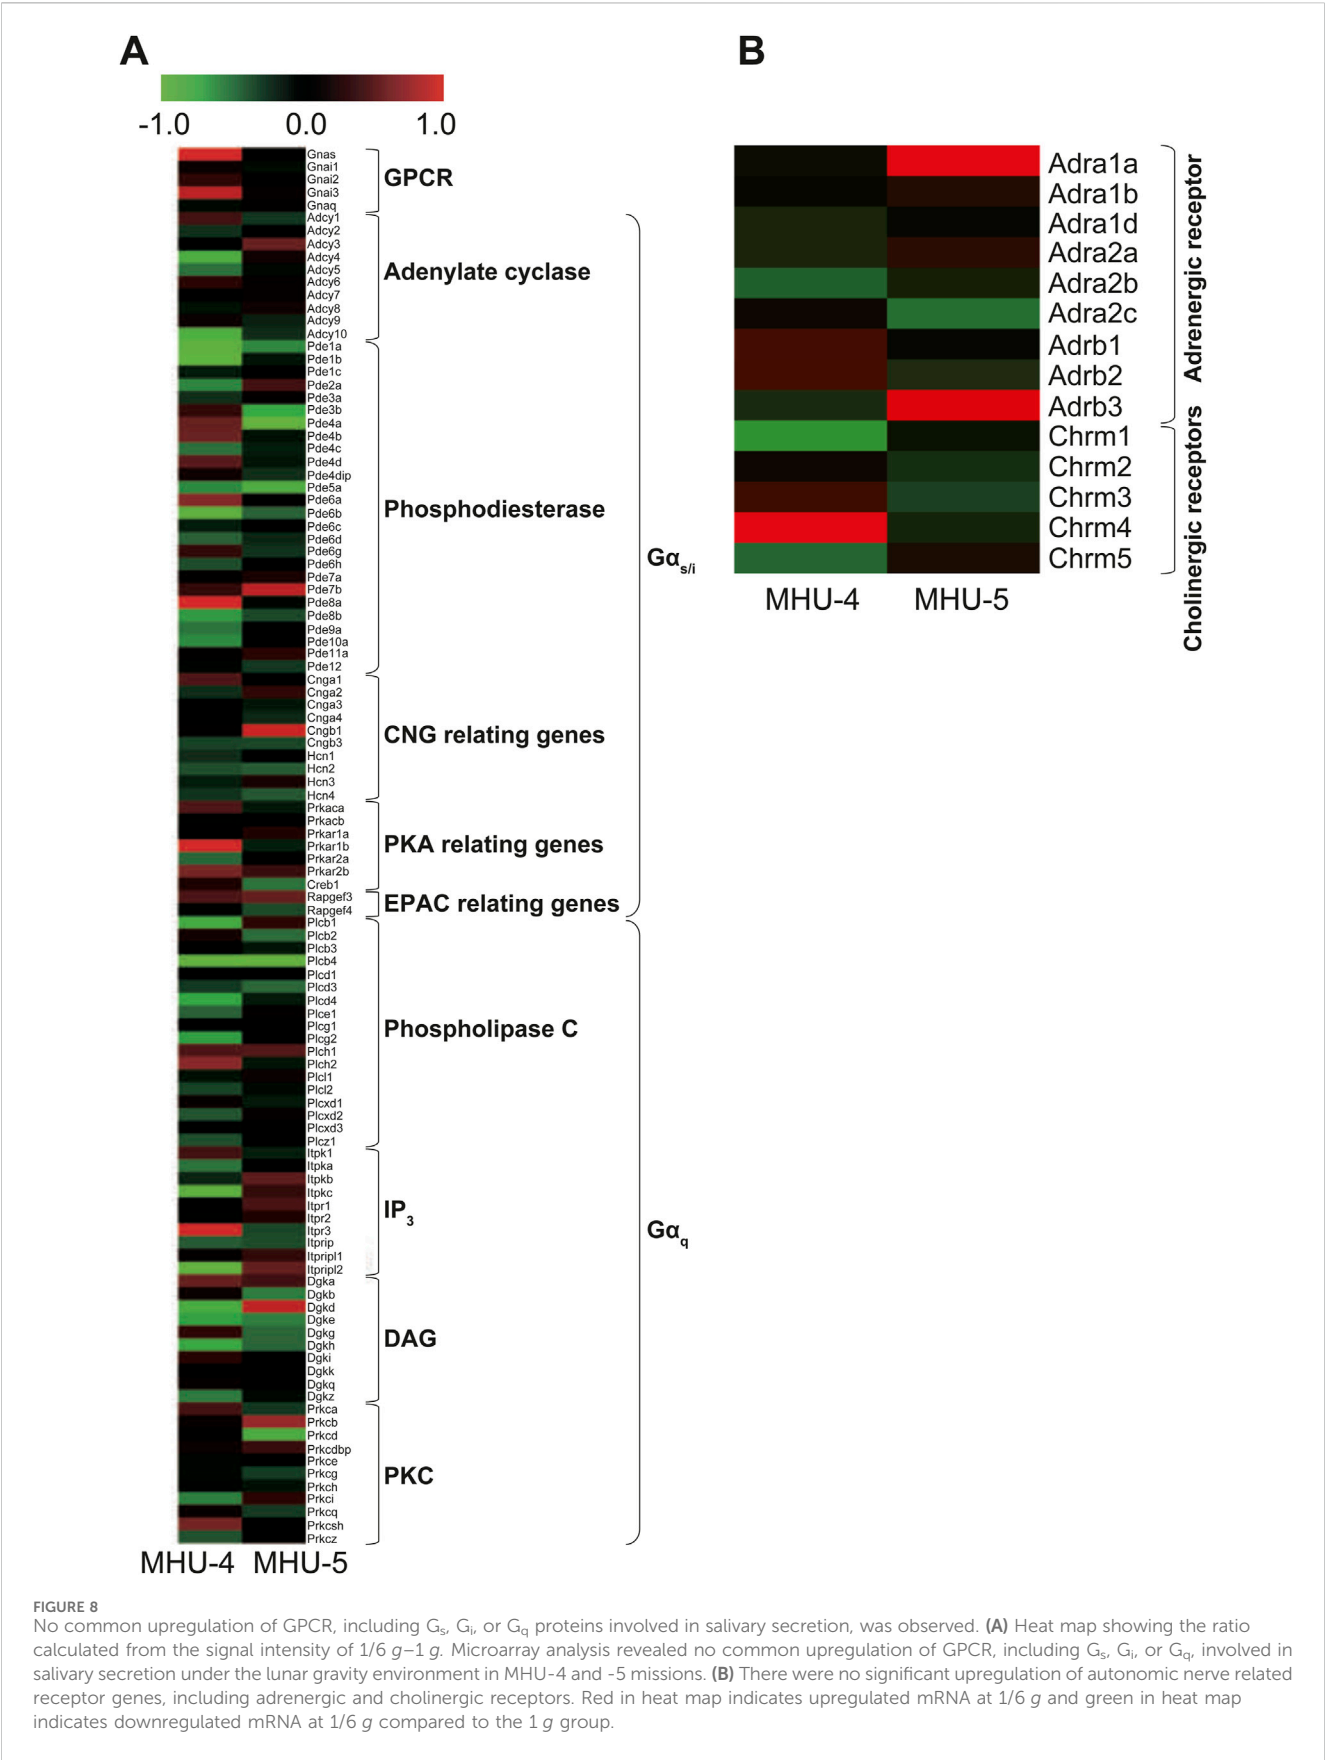 A
-1.0 0.0 1.0
Gnas
Gnai1
Gnai2
Gnai3
Gnaq
GPCR
Adcy1
Adcy2
Adcy3
Adcy4
Adcy5
Adcy6
Adcy7
Adcy8
Adcy9
Adcy10
Adenylate cyclase
Pde1a
Pde1b
Pde1c
Pde2a
Pde3a
Pde3b
Pde4a
Pde4b
Pde4c
Pde4d
Pde4dip
Pde5a
Pde6a
Pde6b
Pde6c
Pde6d
Pde6g
Pde6h
Pde7a
Pde7b
Pde8a
Pde8b
Pde9a
Pde10a
Pde11a
Pde12
Phosphodiesterase
Cnga1
Cnga2
Cnga3
Cnga4
Cngb1
Cngb3
Hcn1
Hcn2
Hcn3
Hcn4
CNG relating genes
Prkaca
Prkacb
Prkar1a
Prkar1b
Prkar2a
Prkar2b
Creb1
PKA relating genes
Rapgef3
Rapgef4
EPAC relating genes
Gαs/i
Plcb1
Plcb2
Plcb3
Plcb4
Plcd1
Plcd3
Plcd4
Plce1
Plcg1
Plcg2
Plch1
Plch2
Plcl1
Plcl2
Plcxd1
Plcxd2
Plcxd3
Plcz1
Phospholipase C
Itpk1
Itpka
Itpkb
Itpkc
Itpr1
Itpr2
Itpr3
Itprip
Itpripl1
Itpripl2
IP3
Dgka
Dgkb
Dgkd
Dgke
Dgkg
Dgkh
Dgki
Dgkk
Dgkq
Dgkz
DAG
Prkca
Prkcb
Prkcd
Prkcdbp
Prkce
Prkcg
Prkch
Prkci
Prkcq
Prkcsh
Prkcz
PKC
Gαq
MHU-4 MHU-5
B
Adra1a
Adra1b
Adra1d
Adra2a
Adra2b
Adra2c
Adrb1
Adrb2
Adrb3
Chrm1
Chrm2
Chrm3
Chrm4
Chrm5
Adrenergic receptor
Cholinergic receptors
MHU-4 MHU-5
FIGURE 8
No common upregulation of GPCR, including Gs, Gi, or Gq proteins involved in salivary secretion, was observed. (A) Heat map showing the ratio
calculated from the signal intensity of 1/6 g–1 g. Microarray analysis revealed no common upregulation of GPCR, including Gs, Gi, or Gq, involved in
salivary secretion under the lunar gravity environment in MHU-4 and -5 missions. (B) There were no significant upregulation of autonomic nerve related
receptor genes, including adrenergic and cholinergic receptors. Red in heat map indicates upregulated mRNA at 1/6 g and green in heat map
indicates downregulated mRNA at 1/6 g compared to the 1 g group.